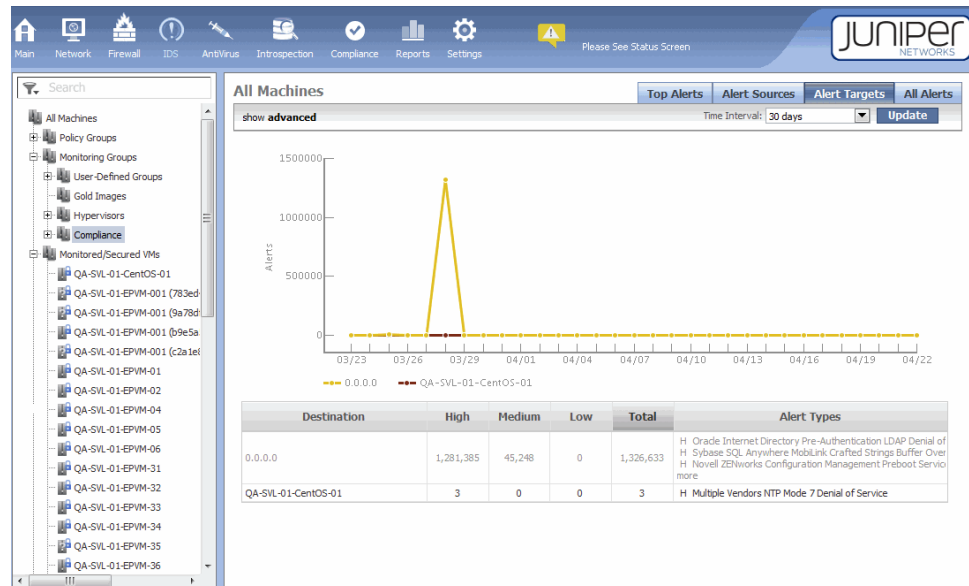 Main Network Firewall IDS AntiVirus Introspection Compliance Reports Settings
Please See Status Screen
JUNIPER
NETWORKS
Search
All Machines
Policy Groups
Monitoring Groups
User-Defined Groups
Gold Images
Hypervisors
Compliance
Monitored/Secured VMs
QA-SVL-01-CentOS-01
QA-SVL-01-EPVM-001 (783ed
QA-SVL-01-EPVM-001 (9a78d
QA-SVL-01-EPVM-001 (b9e5a
QA-SVL-01-EPVM-001 (c2a1e8
QA-SVL-01-EPVM-01
QA-SVL-01-EPVM-02
QA-SVL-01-EPVM-04
QA-SVL-01-EPVM-05
QA-SVL-01-EPVM-06
QA-SVL-01-EPVM-31
QA-SVL-01-EPVM-32
QA-SVL-01-EPVM-33
QA-SVL-01-EPVM-34
QA-SVL-01-EPVM-35
QA-SVL-01-EPVM-36
All Machines
Top Alerts Alert Sources Alert Targets All Alerts
show advanced
Time Interval: 30 days Update
1500000
1000000
500000
0
Alerts
03/23 03/26 03/29 04/01 04/04 04/07 04/10 04/13 04/16 04/19 04/22
0.0.0.0 QA-SVL-01-CentOS-01
Destination High Medium Low Total Alert Types
0.0.0.0 1,281,385 45,248 0 1,326,633
H Oracle Internet Directory Pre-Authentication LDAP Denial of
H Sybase SQL Anywhere MobiLink Crafted Strings Buffer Over
H Novell ZENworks Configuration Management Preboot Servic
more
QA-SVL-01-CentOS-01 3 0 0 3 H Multiple Vendors NTP Mode 7 Denial of Service